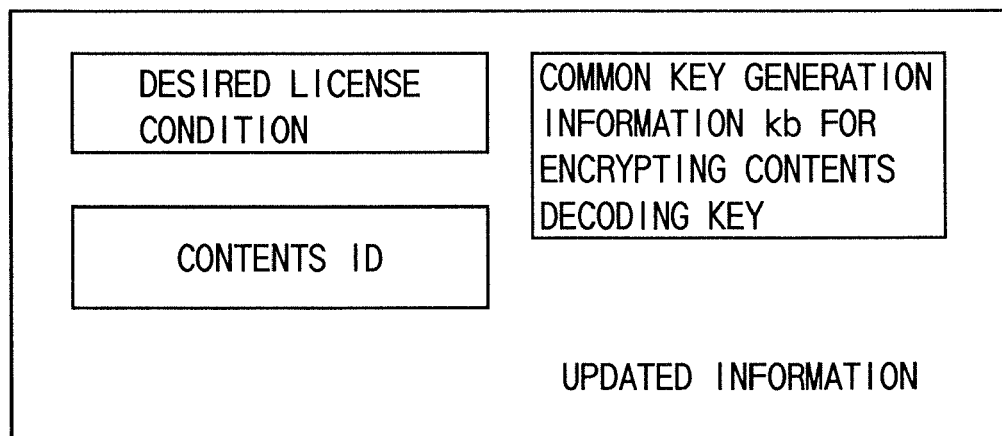 DESIRED LICENSE
CONDITION
COMMON KEY GENERATION
INFORMATION kb FOR
ENCRYPTING CONTENTS
DECODING KEY
CONTENTS ID
UPDATED INFORMATION